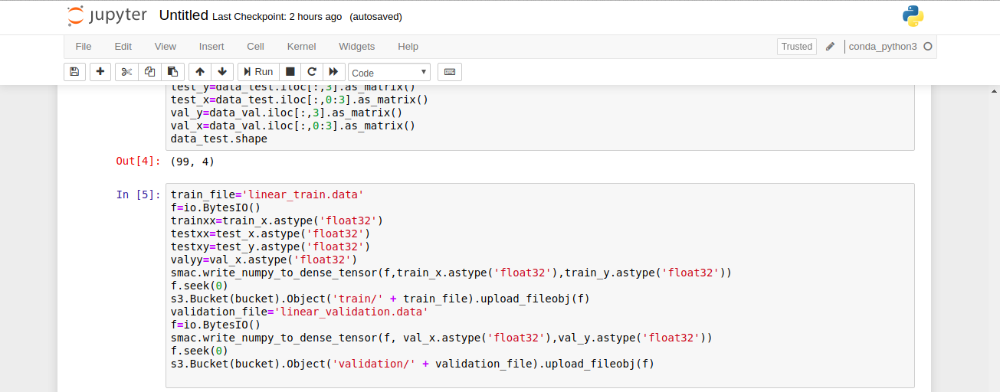 jupyter Untitled Last Checkpoint: 2 hours ago (autosaved)
File Edit View Insert Cell Kernel Widgets Help Trusted conda_python3
Run Code
test_y=data_test.iloc[:,3].as_matrix()
test_x=data_test.iloc[:,0:3].as_matrix()
val_y=data_val.iloc[:,3].as_matrix()
val_x=data_val.iloc[:,0:3].as_matrix()
data_test.shape
Out[4]: (99, 4)
In [5]: train_file='linear_train.data'
f=io.BytesIO()
trainxx=train_x.astype('float32')
testxx=test_x.astype('float32')
testxy=test_y.astype('float32')
valyy=val_x.astype('float32')
smac.write_numpy_to_dense_tensor(f,train_x.astype('float32'),train_y.astype('float32'))
f.seek(0)
s3.Bucket(bucket).Object('train/' + train_file).upload_fileobj(f)
validation_file='linear_validation.data'
f=io.BytesIO()
smac.write_numpy_to_dense_tensor(f, val_x.astype('float32'),val_y.astype('float32'))
f.seek(0)
s3.Bucket(bucket).Object('validation/' + validation_file).upload_fileobj(f)